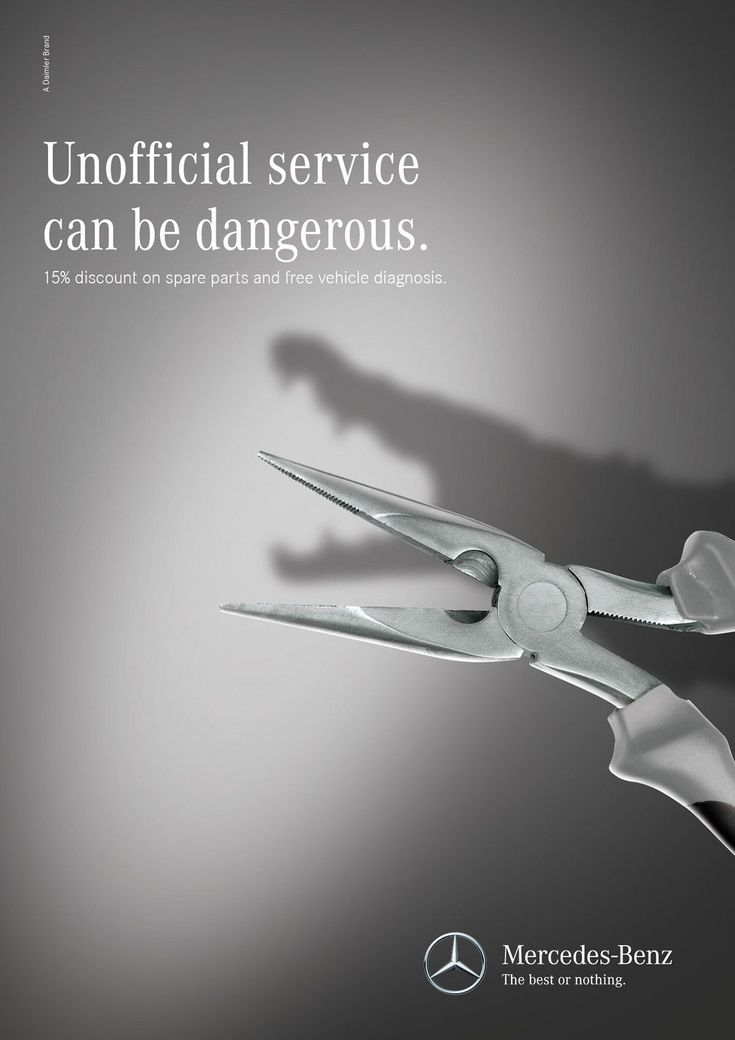 A Daimler Brand
Unofficial service
can be dangerous.
15% discount on spare parts and free vehicle diagnosis.
Mercedes-Benz
The best or nothing.